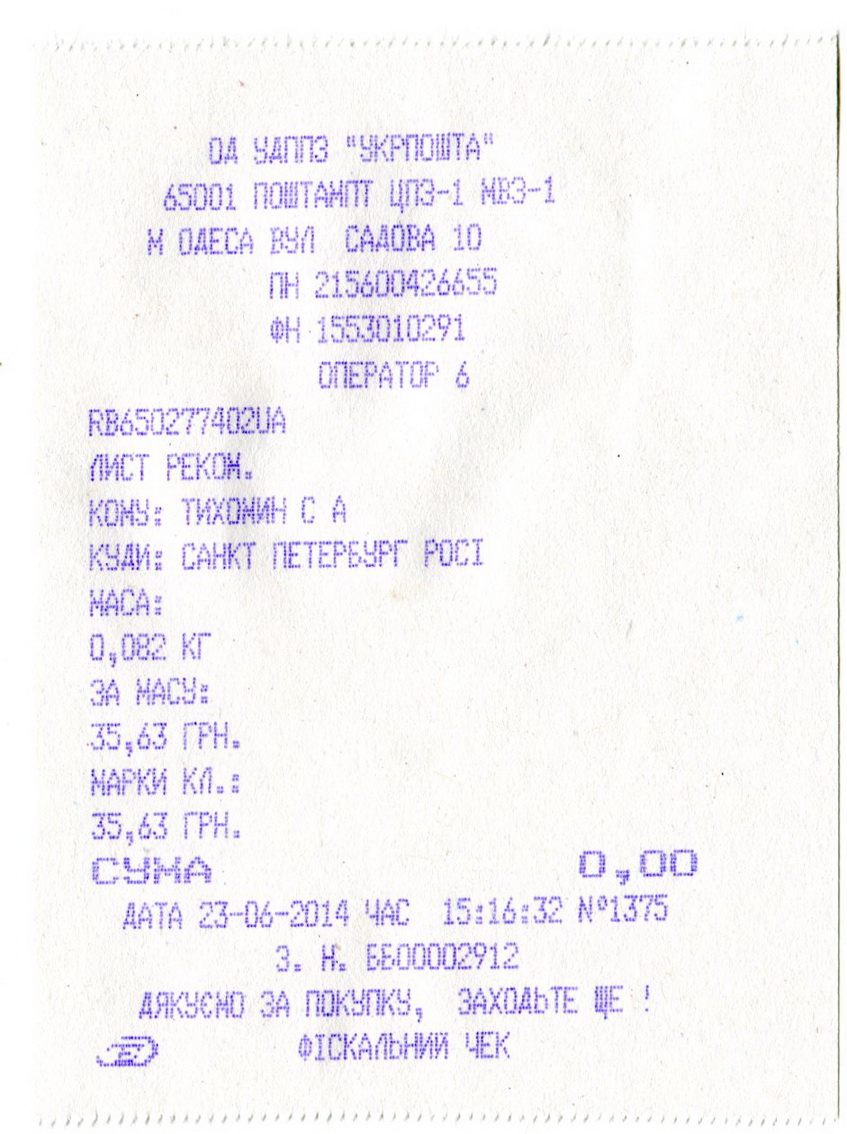 ОД УДППЗ "УКРПОШТА"
65001 ПОШТАМПТ ЦПЗ-1 МВЗ-1
М ОДЕСА ВУЛ САДОВА 10
ПН 215600426655
ФН 1553010291
ОПЕРАТОР 6
RB650277402UA
ЛИСТ РЕКОМ.
КОМУ: ТИХОМИН С А
КУДИ: САНКТ ПЕТЕРБУРГ РОСІ
МАСА:
0,082 КГ
ЗА МАСУ:
35,63 ГРН.
МАРКИ КЛ.:
35,63 ГРН.
СУМА 0,00
ДАТА 23-06-2014 ЧАС 15:16:32 №1375
З. Н. ББ00002912
ДЯКУЄМО ЗА ПОКУПКУ, ЗАХОДЬТЕ ЩЕ !
ФІСКАЛЬНИЙ ЧЕК